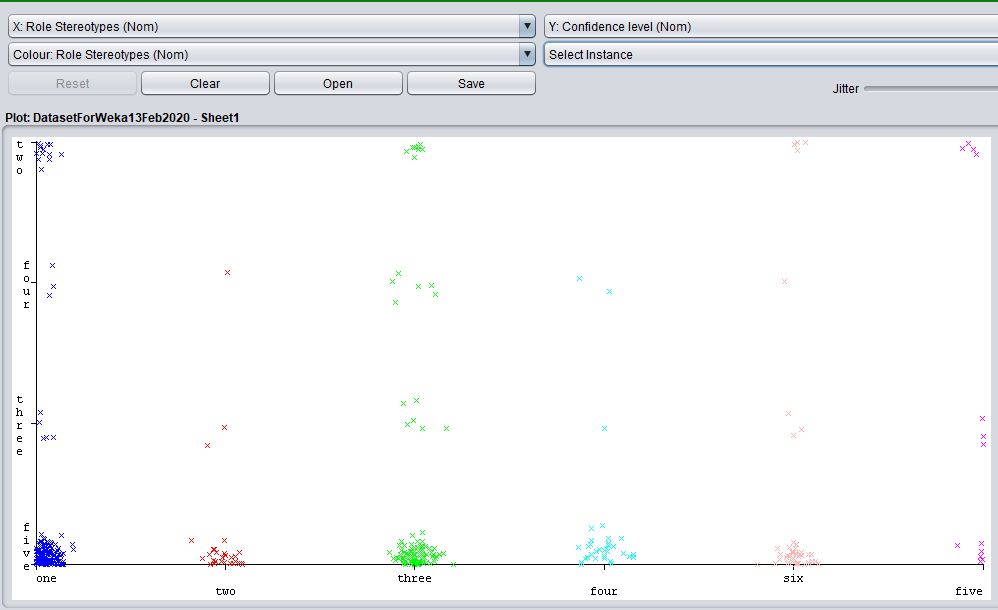 X: Role Stereotypes (Nom)
Y: Confidence level (Nom)
Colour: Role Stereotypes (Nom)
Select Instance
Reset
Clear
Open
Save
Jitter
Plot: DatasetForWeka13Feb2020 - Sheet1
two
four
three
five
one
two
three
four
six
five